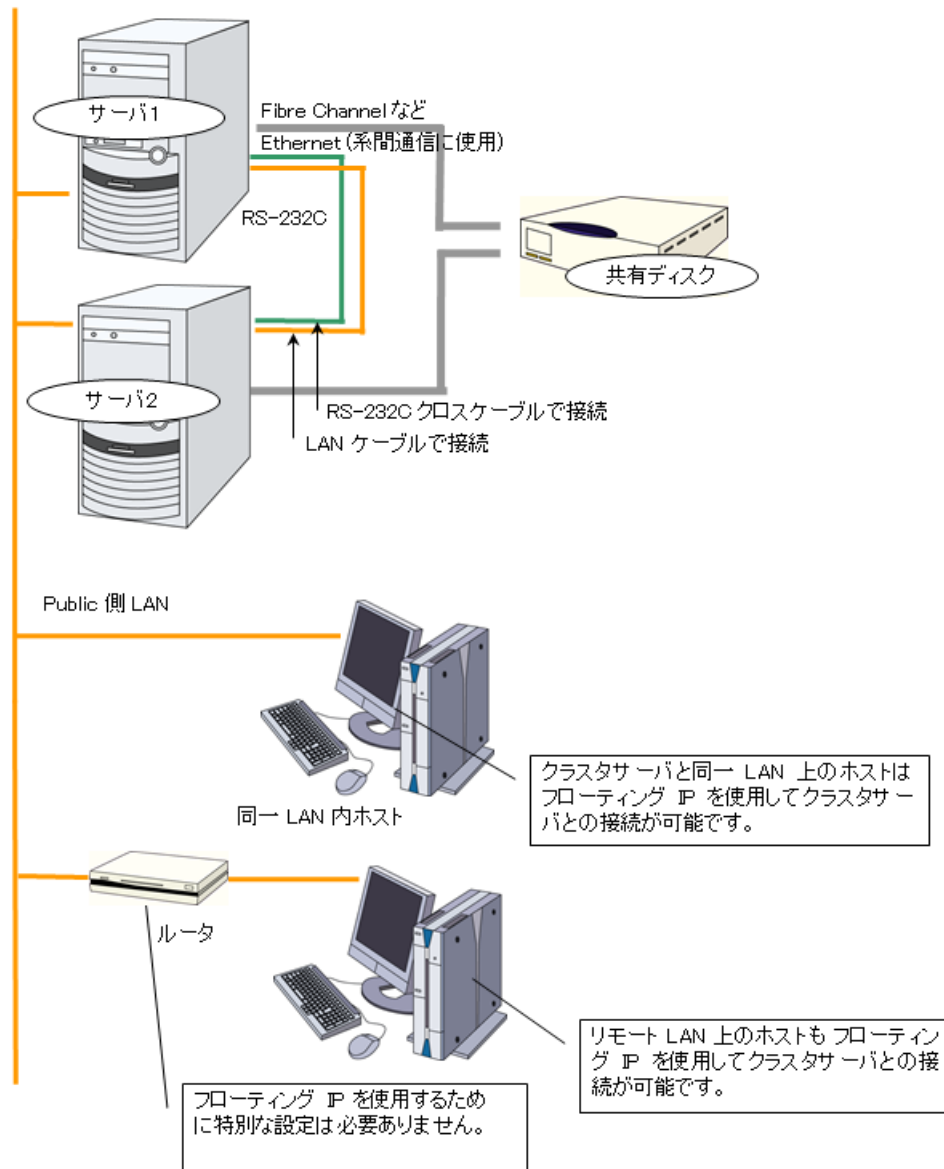 サーバ1
Fibre Channel など
Ethernet (系間通信に使用)
RS-232C
共有ディスク
サーバ2
RS-232C クロスケーブルで接続
LAN ケーブルで接続
Public 側 LAN
クラスタサーバと同一 LAN 上のホストは
フローティング IP を使用してクラスタサー
バとの接続が可能です。
同一 LAN 内ホスト
ルータ
リモート LAN 上のホストも フローティン
グ IP を使用してクラスタサーバとの接
続が可能です。
フローティング IP を使用するため
に特別な設定は必要ありません。